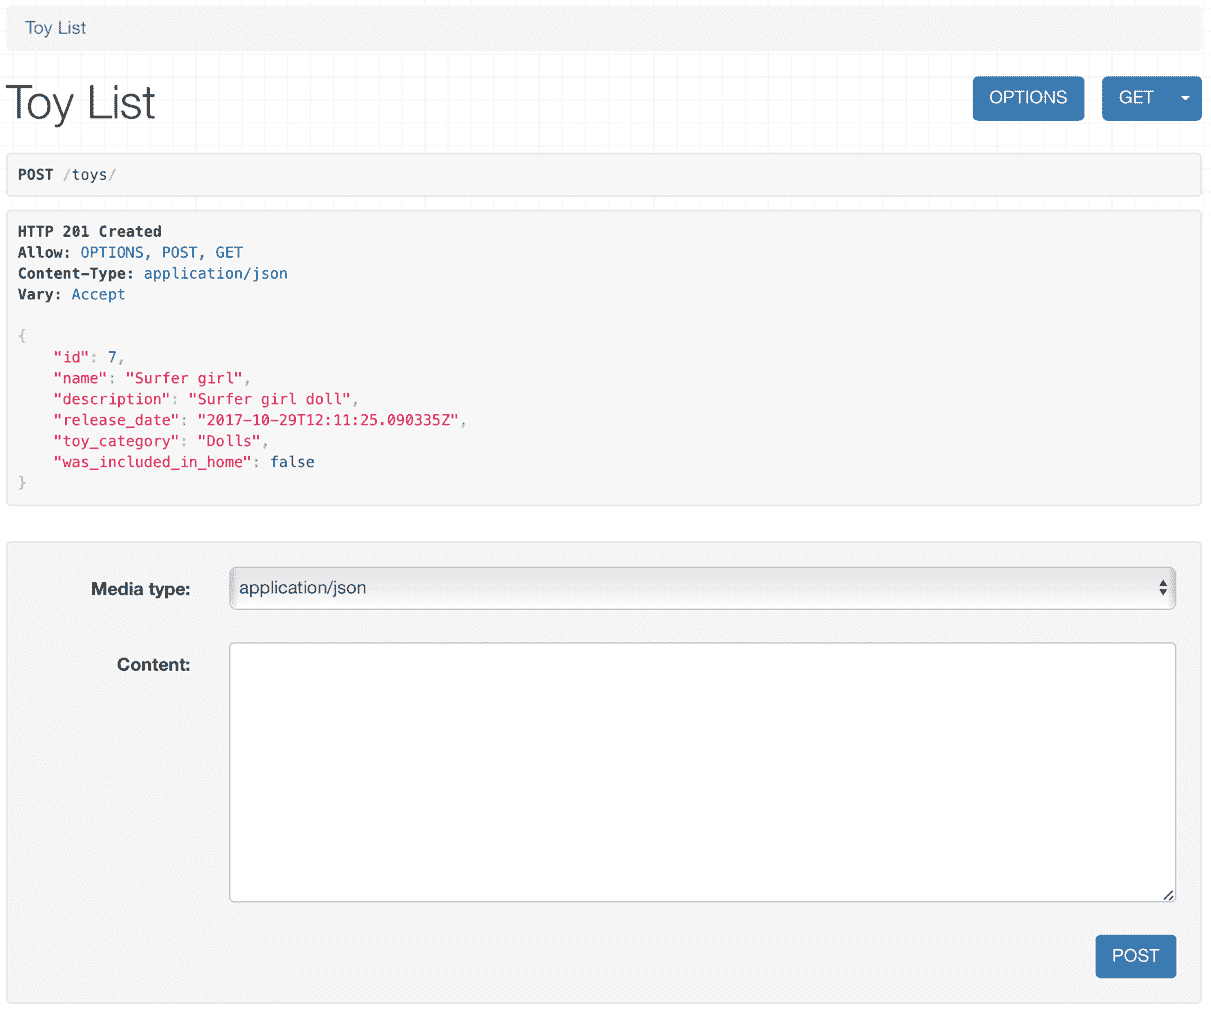 Toy List
Toy List
OPTIONS
GET
POST /toys/
HTTP 201 Created
Allow: OPTIONS, POST, GET
Content-Type: application/json
Vary: Accept
{
    "id": 7,
    "name": "Surfer girl",
    "description": "Surfer girl doll",
    "release_date": "2017-10-29T12:11:25.090335Z",
    "toy_category": "Dolls",
    "was_included_in_home": false
}
Media type:
application/json
Content:
POST